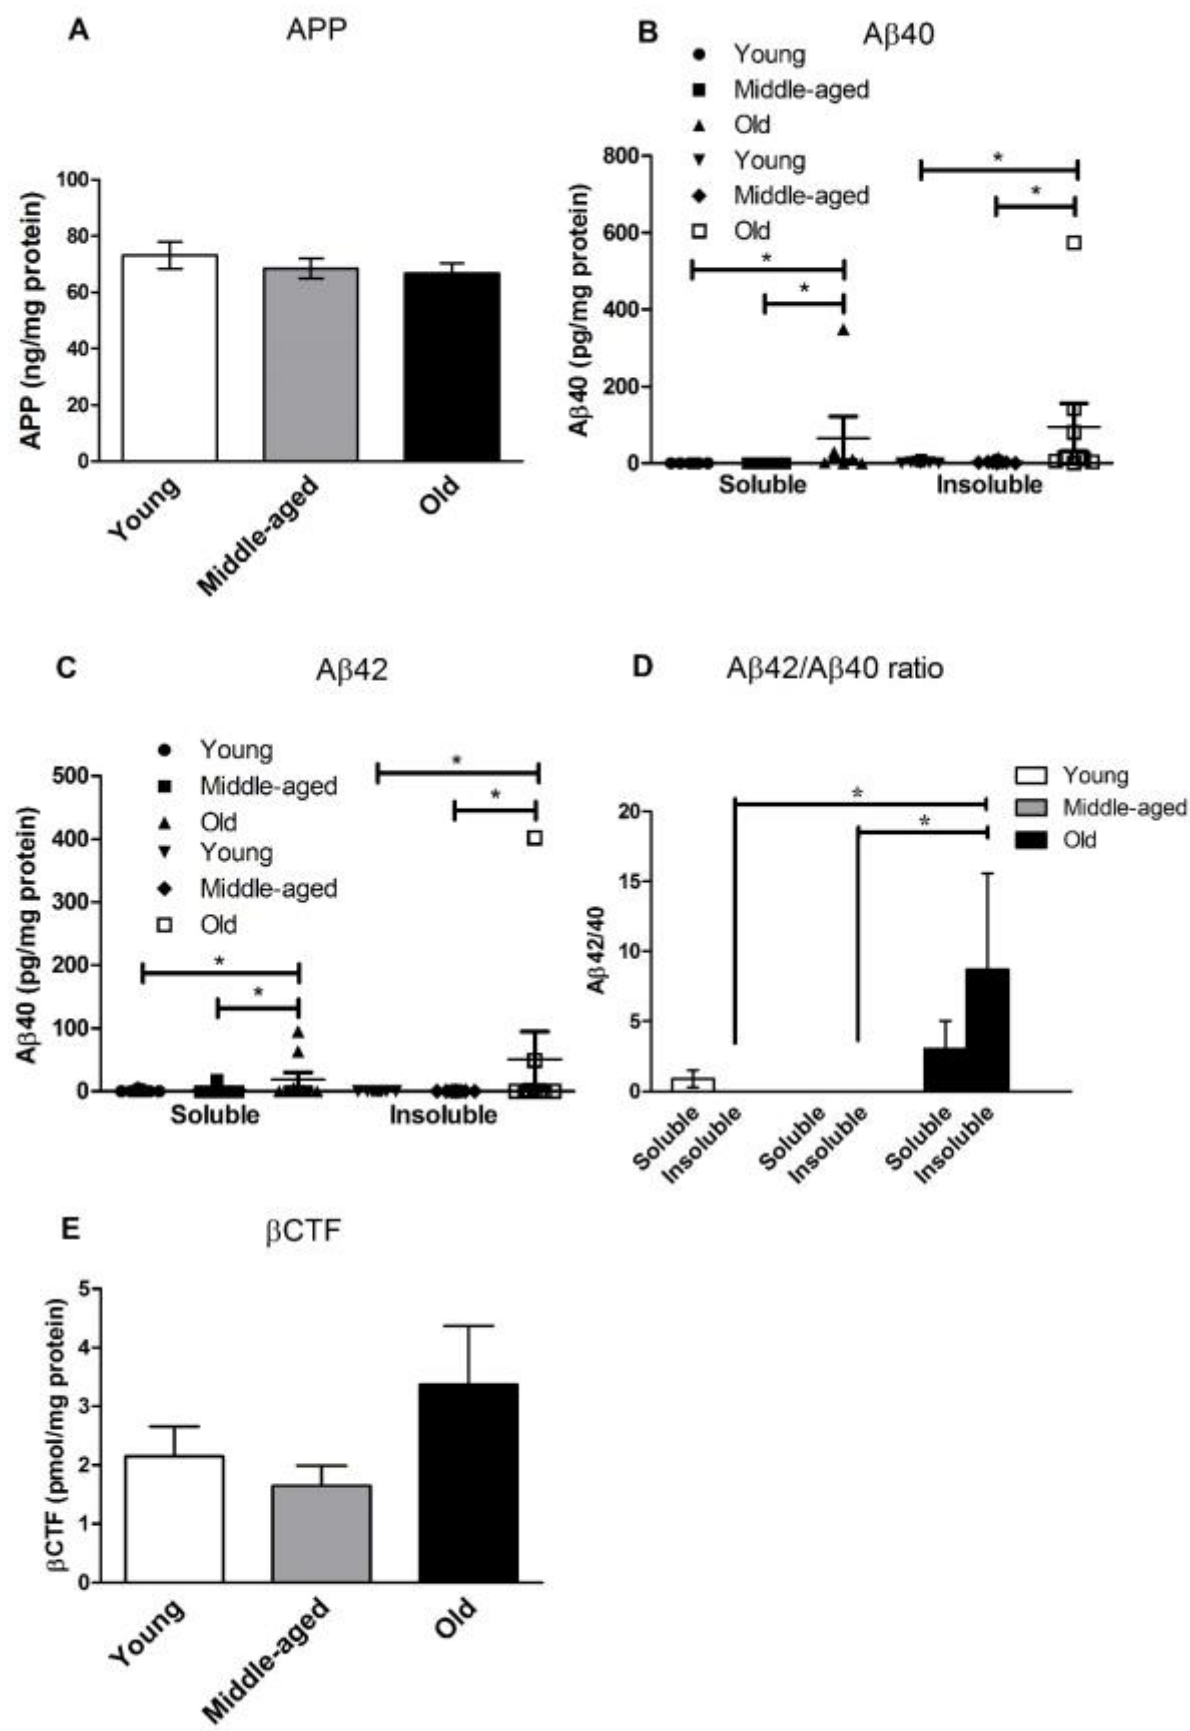 A APP
APP (ng/mg protein)
100
80
60
40
20
0
Young
Middle-aged
Old
B Aβ40
Young
Middle-aged
Old
Young
Middle-aged
Old
Aβ40 (pg/mg protein)
800
600
400
200
0
*
*
*
*
Soluble
Insoluble
C Aβ42
Young
Middle-aged
Old
Young
Middle-aged
Old
Aβ40 (pg/mg protein)
500
400
300
200
100
0
*
*
*
*
Soluble
Insoluble
D Aβ42/Aβ40 ratio
Young
Middle-aged
Old
Aβ42/40
20
15
10
5
0
*
*
Soluble
Insoluble
Soluble
Insoluble
Soluble
Insoluble
E βCTF
βCTF (pmol/mg protein)
5
4
3
2
1
0
Young
Middle-aged
Old